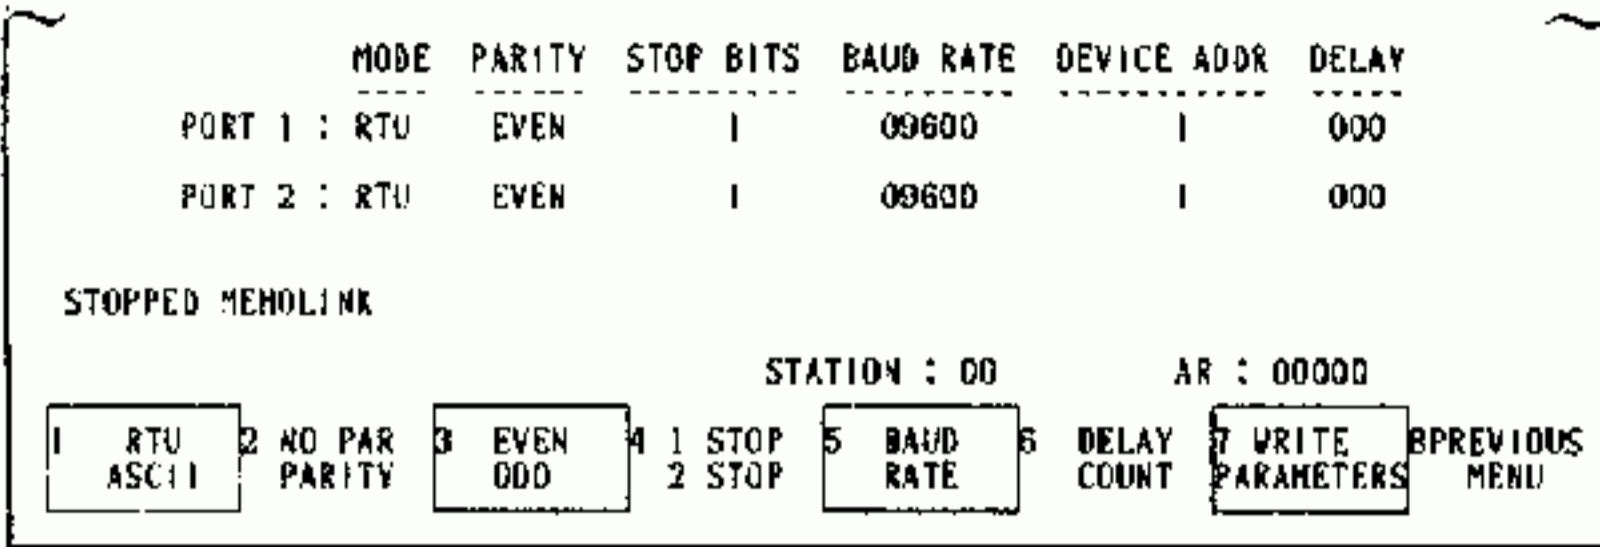 MODE PARITY STOP BITS BAUD RATE DEVICE ADDR DELAY
PORT 1 : RTU EVEN 1 09600 1 000
PORT 2 : RTU EVEN 1 09600 1 000
STOPPED MEMOLINK
STATION : 00 AR : 00000
1 RTU 2 NO PAR 3 EVEN 4 1 STOP 5 BAUD 6 DELAY 7 WRITE 8PREVIOUS
ASCII PARITY ODD 2 STOP RATE COUNT PARAMETERS MENU